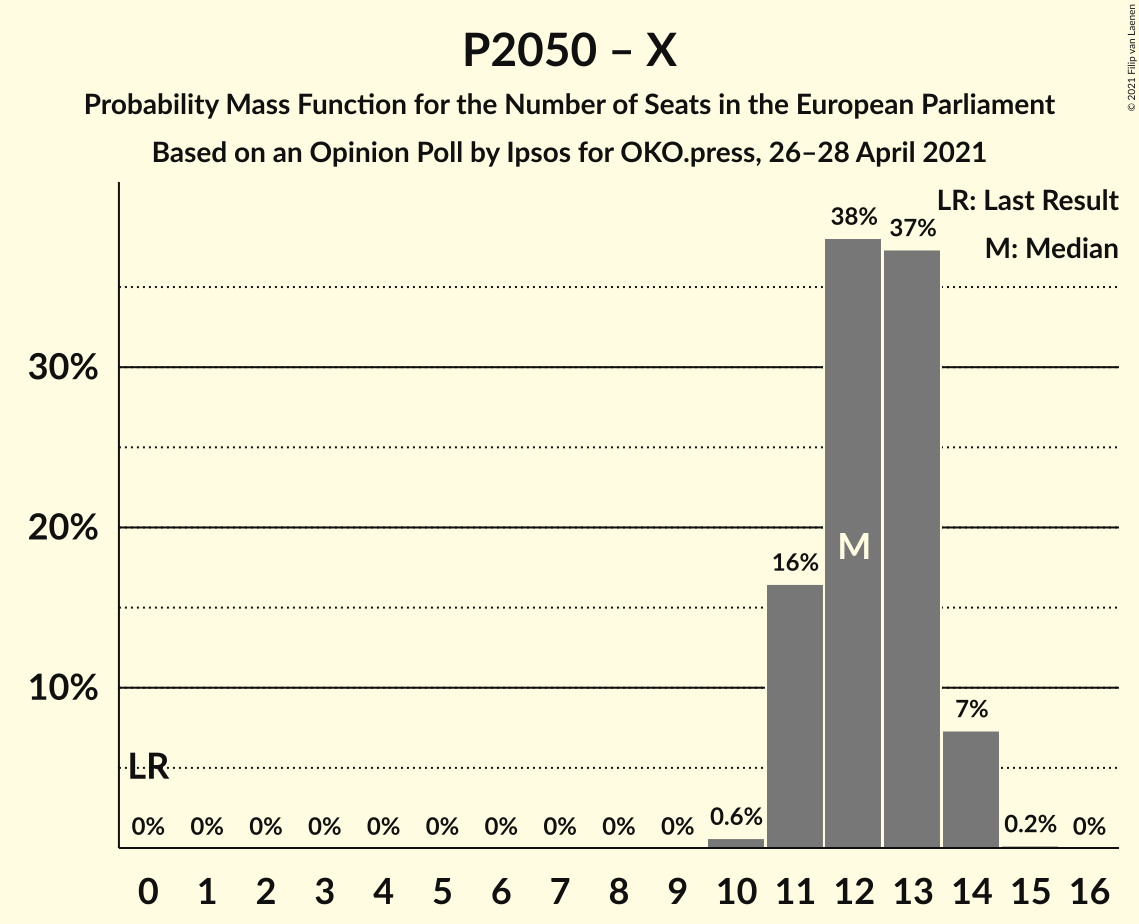 P2050 – X
Probability Mass Function for the Number of Seats in the European Parliament
Based on an Opinion Poll by Ipsos for OKO.press, 26–28 April 2021
© 2021 Filip van Laenen
LR: Last Result
M: Median
38%
37%
30%
20%
M
16%
10%
7%
LR
0% 0% 0% 0% 0% 0% 0% 0% 0% 0% 0.6% 0.2% 0%
0 1 2 3 4 5 6 7 8 9 10 11 12 13 14 15 16